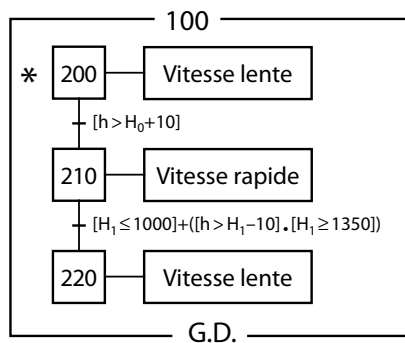 100
* 200 Vitesse lente
[h > H₀+10]
210 Vitesse rapide
[H₁ ≤ 1000]+([h > H₁–10] . [H₁ ≥ 1350])
220 Vitesse lente
G.D.